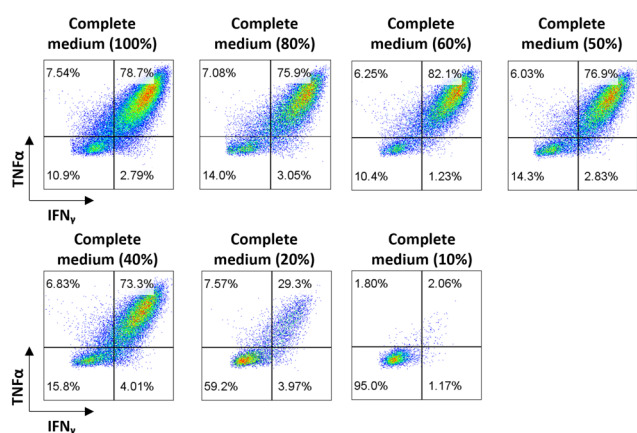 Complete
medium (100%)
Complete
medium (80%)
Complete
medium (60%)
Complete
medium (50%)
7.54%
78.7%
10.9%
2.79%
7.08%
75.9%
14.0%
3.05%
6.25%
82.1%
10.4%
1.23%
6.03%
76.9%
14.3%
2.83%
TNFα
IFNγ
Complete
medium (40%)
Complete
medium (20%)
Complete
medium (10%)
6.83%
73.3%
15.8%
4.01%
7.57%
29.3%
59.2%
3.97%
1.80%
2.06%
95.0%
1.17%
TNFα
IFNγ